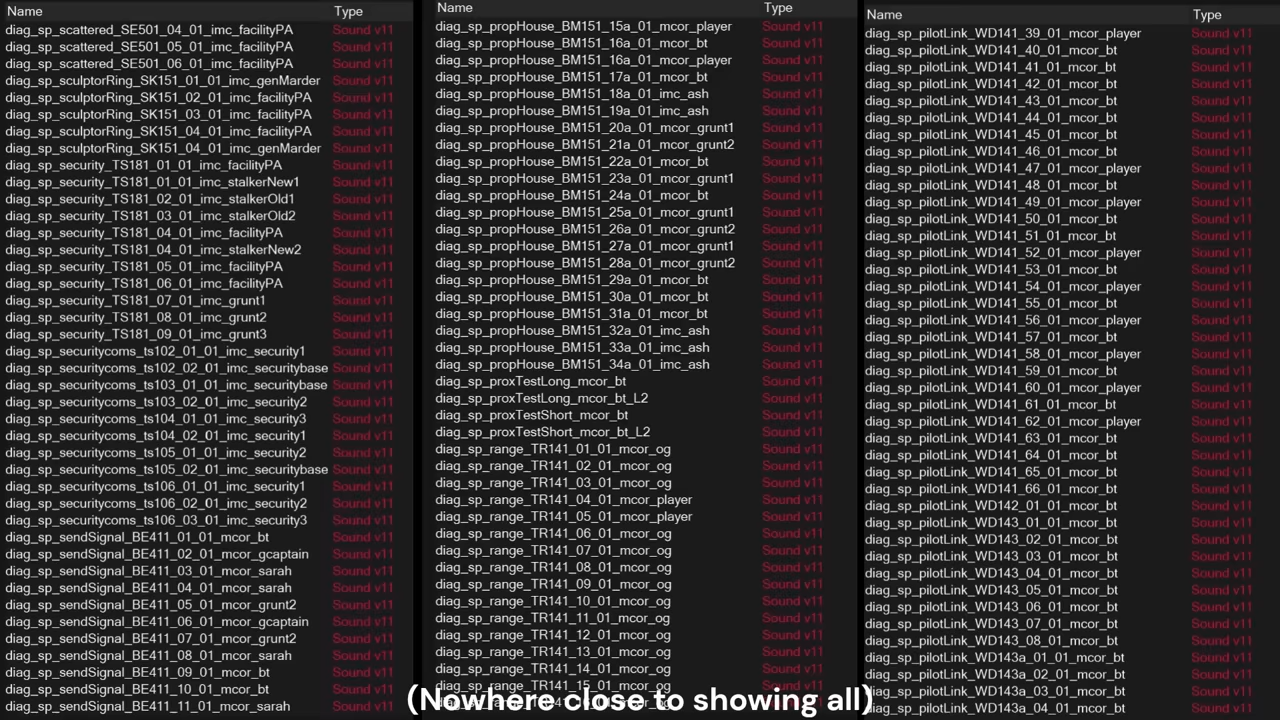 Name Type
diag_sp_scattered_SE501_04_01_imc_facilityPA Sound v11
diag_sp_scattered_SE501_05_01_imc_facilityPA Sound v11
diag_sp_scattered_SE501_06_01_imc_facilityPA Sound v11
diag_sp_sculptorRing_SK151_01_01_imc_genMarder Sound v11
diag_sp_sculptorRing_SK151_02_01_imc_facilityPA Sound v11
diag_sp_sculptorRing_SK151_03_01_imc_facilityPA Sound v11
diag_sp_sculptorRing_SK151_04_01_imc_facilityPA Sound v11
diag_sp_sculptorRing_SK151_04_01_imc_genMarder Sound v11
diag_sp_security_TS181_01_01_imc_facilityPA Sound v11
diag_sp_security_TS181_01_01_imc_stalkerNew1 Sound v11
diag_sp_security_TS181_02_01_imc_stalkerOld1 Sound v11
diag_sp_security_TS181_03_01_imc_stalkerOld2 Sound v11
diag_sp_security_TS181_04_01_imc_facilityPA Sound v11
diag_sp_security_TS181_04_01_imc_stalkerNew2 Sound v11
diag_sp_security_TS181_05_01_imc_facilityPA Sound v11
diag_sp_security_TS181_06_01_imc_facilityPA Sound v11
diag_sp_security_TS181_07_01_imc_grunt1 Sound v11
diag_sp_security_TS181_08_01_imc_grunt2 Sound v11
diag_sp_security_TS181_09_01_imc_grunt3 Sound v11
diag_sp_securitycoms_ts102_01_01_imc_security1 Sound v11
diag_sp_securitycoms_ts102_02_01_imc_securitybase Sound v11
diag_sp_securitycoms_ts103_01_01_imc_securitybase Sound v11
diag_sp_securitycoms_ts103_02_01_imc_security2 Sound v11
diag_sp_securitycoms_ts104_01_01_imc_security3 Sound v11
diag_sp_securitycoms_ts104_02_01_imc_security1 Sound v11
diag_sp_securitycoms_ts105_01_01_imc_security2 Sound v11
diag_sp_securitycoms_ts105_02_01_imc_securitybase Sound v11
diag_sp_securitycoms_ts106_01_01_imc_security1 Sound v11
diag_sp_securitycoms_ts106_02_01_imc_security2 Sound v11
diag_sp_securitycoms_ts106_03_01_imc_security3 Sound v11
diag_sp_sendSignal_BE411_01_01_mcor_bt Sound v11
diag_sp_sendSignal_BE411_02_01_mcor_gcaptain Sound v11
diag_sp_sendSignal_BE411_03_01_mcor_sarah Sound v11
diag_sp_sendSignal_BE411_04_01_mcor_sarah Sound v11
diag_sp_sendSignal_BE411_05_01_mcor_grunt2 Sound v11
diag_sp_sendSignal_BE411_06_01_mcor_gcaptain Sound v11
diag_sp_sendSignal_BE411_07_01_mcor_grunt2 Sound v11
diag_sp_sendSignal_BE411_08_01_mcor_sarah Sound v11
diag_sp_sendSignal_BE411_09_01_mcor_bt Sound v11
diag_sp_sendSignal_BE411_10_01_mcor_bt Sound v11
diag_sp_sendSignal_BE411_11_01_mcor_sarah Sound v11
Name Type
diag_sp_propHouse_BM151_15a_01_mcor_player Sound v11
diag_sp_propHouse_BM151_16a_01_mcor_bt Sound v11
diag_sp_propHouse_BM151_16a_01_mcor_player Sound v11
diag_sp_propHouse_BM151_17a_01_mcor_bt Sound v11
diag_sp_propHouse_BM151_18a_01_imc_ash Sound v11
diag_sp_propHouse_BM151_19a_01_imc_ash Sound v11
diag_sp_propHouse_BM151_20a_01_mcor_grunt1 Sound v11
diag_sp_propHouse_BM151_21a_01_mcor_grunt2 Sound v11
diag_sp_propHouse_BM151_22a_01_mcor_bt Sound v11
diag_sp_propHouse_BM151_23a_01_mcor_grunt1 Sound v11
diag_sp_propHouse_BM151_24a_01_mcor_bt Sound v11
diag_sp_propHouse_BM151_25a_01_mcor_grunt1 Sound v11
diag_sp_propHouse_BM151_26a_01_mcor_grunt2 Sound v11
diag_sp_propHouse_BM151_27a_01_mcor_grunt1 Sound v11
diag_sp_propHouse_BM151_28a_01_mcor_grunt2 Sound v11
diag_sp_propHouse_BM151_29a_01_mcor_bt Sound v11
diag_sp_propHouse_BM151_30a_01_mcor_bt Sound v11
diag_sp_propHouse_BM151_31a_01_mcor_bt Sound v11
diag_sp_propHouse_BM151_32a_01_imc_ash Sound v11
diag_sp_propHouse_BM151_33a_01_imc_ash Sound v11
diag_sp_propHouse_BM151_34a_01_imc_ash Sound v11
diag_sp_proxTestLong_mcor_bt Sound v11
diag_sp_proxTestLong_mcor_bt_L2 Sound v11
diag_sp_proxTestShort_mcor_bt Sound v11
diag_sp_proxTestShort_mcor_bt_L2 Sound v11
diag_sp_range_TR141_01_01_mcor_og Sound v11
diag_sp_range_TR141_02_01_mcor_og Sound v11
diag_sp_range_TR141_03_01_mcor_og Sound v11
diag_sp_range_TR141_04_01_mcor_player Sound v11
diag_sp_range_TR141_05_01_mcor_player Sound v11
diag_sp_range_TR141_06_01_mcor_og Sound v11
diag_sp_range_TR141_07_01_mcor_og Sound v11
diag_sp_range_TR141_08_01_mcor_og Sound v11
diag_sp_range_TR141_09_01_mcor_og Sound v11
diag_sp_range_TR141_10_01_mcor_og Sound v11
diag_sp_range_TR141_11_01_mcor_og Sound v11
diag_sp_range_TR141_12_01_mcor_og Sound v11
diag_sp_range_TR141_13_01_mcor_og Sound v11
diag_sp_range_TR141_14_01_mcor_og Sound v11
diag_sp_range_TR141_15_01_mcor_og Sound v11
Name Type
diag_sp_pilotLink_WD141_39_01_mcor_player Sound v11
diag_sp_pilotLink_WD141_40_01_mcor_bt Sound v11
diag_sp_pilotLink_WD141_41_01_mcor_bt Sound v11
diag_sp_pilotLink_WD141_42_01_mcor_bt Sound v11
diag_sp_pilotLink_WD141_43_01_mcor_bt Sound v11
diag_sp_pilotLink_WD141_44_01_mcor_bt Sound v11
diag_sp_pilotLink_WD141_45_01_mcor_bt Sound v11
diag_sp_pilotLink_WD141_46_01_mcor_bt Sound v11
diag_sp_pilotLink_WD141_47_01_mcor_player Sound v11
diag_sp_pilotLink_WD141_48_01_mcor_bt Sound v11
diag_sp_pilotLink_WD141_49_01_mcor_player Sound v11
diag_sp_pilotLink_WD141_50_01_mcor_bt Sound v11
diag_sp_pilotLink_WD141_51_01_mcor_bt Sound v11
diag_sp_pilotLink_WD141_52_01_mcor_player Sound v11
diag_sp_pilotLink_WD141_53_01_mcor_bt Sound v11
diag_sp_pilotLink_WD141_54_01_mcor_player Sound v11
diag_sp_pilotLink_WD141_55_01_mcor_bt Sound v11
diag_sp_pilotLink_WD141_56_01_mcor_player Sound v11
diag_sp_pilotLink_WD141_57_01_mcor_bt Sound v11
diag_sp_pilotLink_WD141_58_01_mcor_player Sound v11
diag_sp_pilotLink_WD141_59_01_mcor_bt Sound v11
diag_sp_pilotLink_WD141_60_01_mcor_player Sound v11
diag_sp_pilotLink_WD141_61_01_mcor_bt Sound v11
diag_sp_pilotLink_WD141_62_01_mcor_player Sound v11
diag_sp_pilotLink_WD141_63_01_mcor_bt Sound v11
diag_sp_pilotLink_WD141_64_01_mcor_bt Sound v11
diag_sp_pilotLink_WD141_65_01_mcor_bt Sound v11
diag_sp_pilotLink_WD141_66_01_mcor_bt Sound v11
diag_sp_pilotLink_WD142_01_01_mcor_bt Sound v11
diag_sp_pilotLink_WD143_01_01_mcor_bt Sound v11
diag_sp_pilotLink_WD143_02_01_mcor_bt Sound v11
diag_sp_pilotLink_WD143_03_01_mcor_bt Sound v11
diag_sp_pilotLink_WD143_04_01_mcor_bt Sound v11
diag_sp_pilotLink_WD143_05_01_mcor_bt Sound v11
diag_sp_pilotLink_WD143_06_01_mcor_bt Sound v11
diag_sp_pilotLink_WD143_07_01_mcor_bt Sound v11
diag_sp_pilotLink_WD143_08_01_mcor_bt Sound v11
diag_sp_pilotLink_WD143a_01_01_mcor_bt Sound v11
diag_sp_pilotLink_WD143a_02_01_mcor_bt Sound v11
diag_sp_pilotLink_WD143a_03_01_mcor_bt Sound v11
diag_sp_pilotLink_WD143a_04_01_mcor_bt Sound v11
(Nowhere close to showing all)